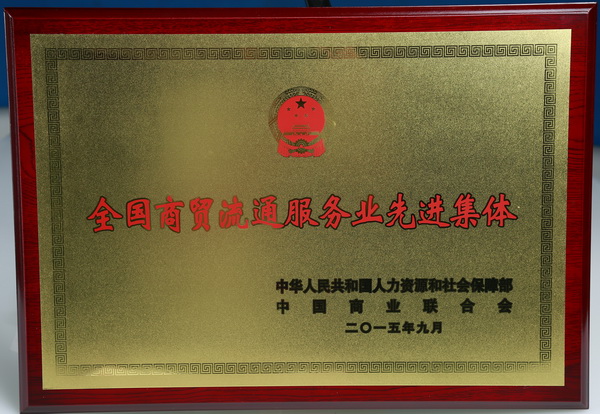 全国商贸流通服务业先进集体
中华人民共和国人力资源和社会保障部
中国商业联合会
二〇一五年九月